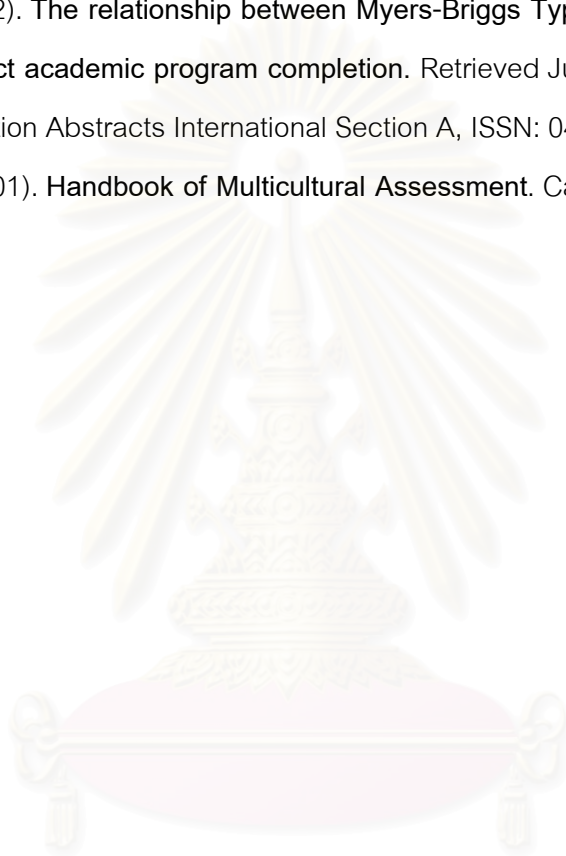 2). The relationship between Myers-Briggs Typ
ct academic program completion. Retrieved Ju
tion Abstracts International Section A, ISSN: 04
01). Handbook of Multicultural Assessment. Ca